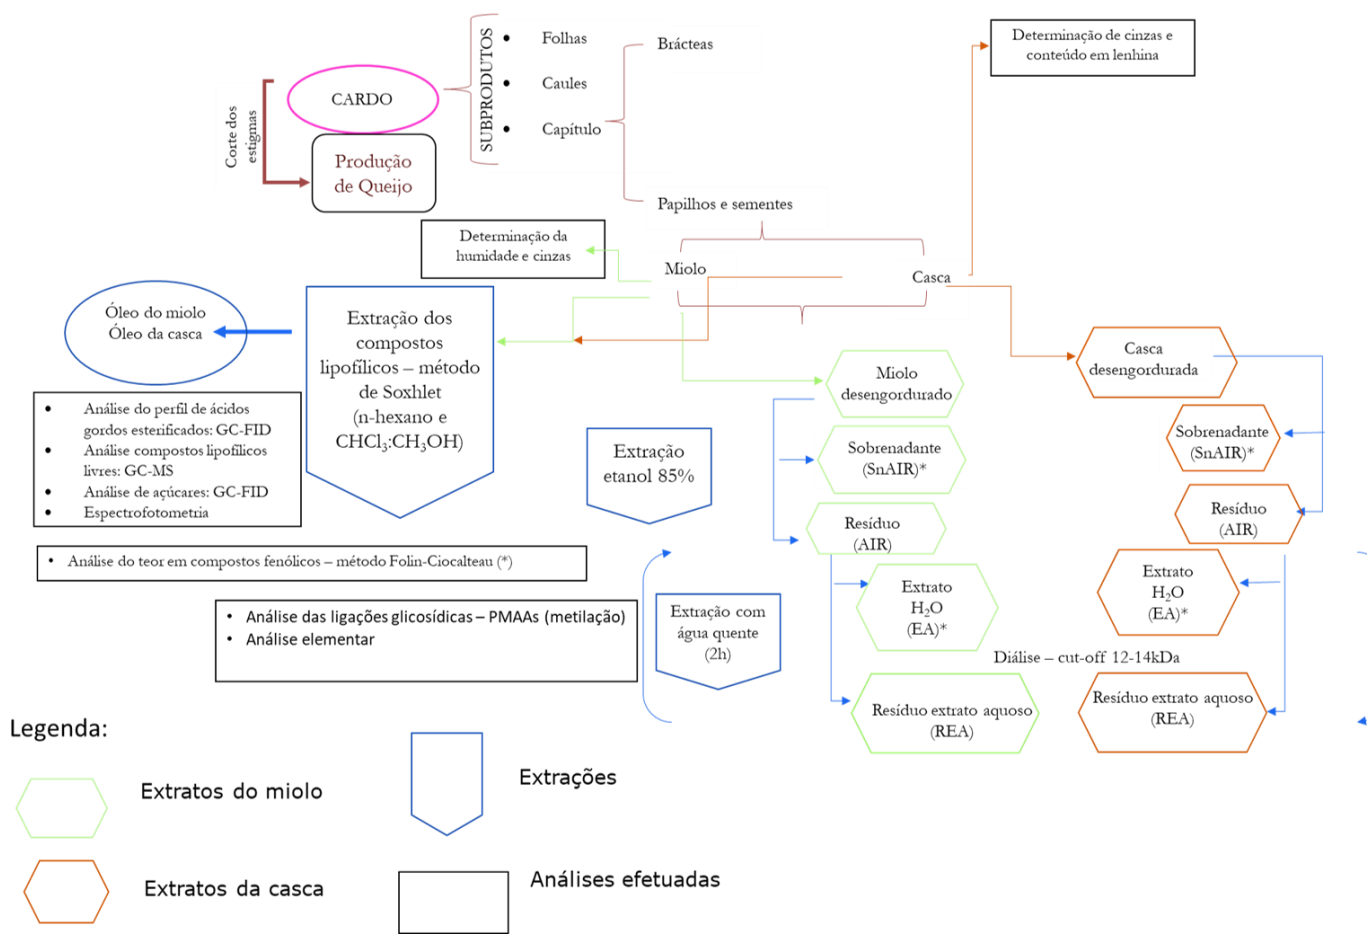 CARDO
Corte dos
estigmas
Produção
de Queijo
SUBPRODUTOS
• Folhas
• Caules
• Capítulo
Brácteas
Papilhos e sementes
Determinação de cinzas e
conteúdo em lenhina
Determinação da
humidade e cinzas
Miolo
Casca
Óleo do miolo
Óleo da casca
Extração dos
compostos
lipofílicos – método
de Soxhlet
(n-hexano e
CHCl₃:CH₃OH)
• Análise do perfil de ácidos
gordos esterificados: GC-FID
• Análise compostos lipofílicos
livres: GC-MS
• Análise de açúcares: GC-FID
• Espectrofotometria
• Análise do teor em compostos fenólicos – método Folin-Ciocalteau (*)
• Análise das ligações glicosídicas – PMAAs (metilação)
• Análise elementar
Extração
etanol 85%
Extração com
água quente
(2h)
Miolo
desengordurado
Sobrenadante
(SnAIR)*
Resíduo
(AIR)
Extrato
H₂O
(EA)*
Resíduo extrato aquoso
(REA)
Diálise – cut-off 12-14kDa
Casca
desengordurada
Sobrenadante
(SnAIR)*
Resíduo
(AIR)
Extrato
H₂O
(EA)*
Resíduo extrato aquoso
(REA)
Legenda:
Extratos do miolo
Extrações
Extratos da casca
Análises efetuadas